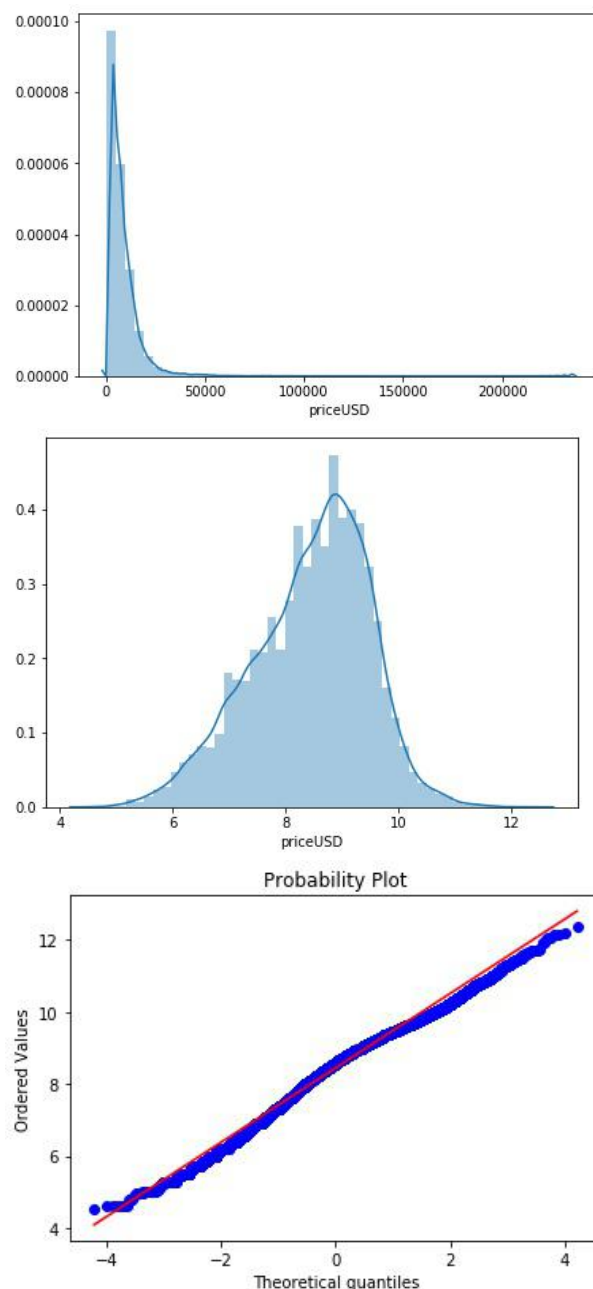 0.00010
0.00008
0.00006
0.00004
0.00002
0.00000
0 50000 100000 150000 200000
priceUSD
0.4
0.3
0.2
0.1
0.0
4 6 8 10 12
priceUSD
Probability Plot
12
10
8
6
4
Ordered Values
−4 −2 0 2 4
Theoretical quantiles